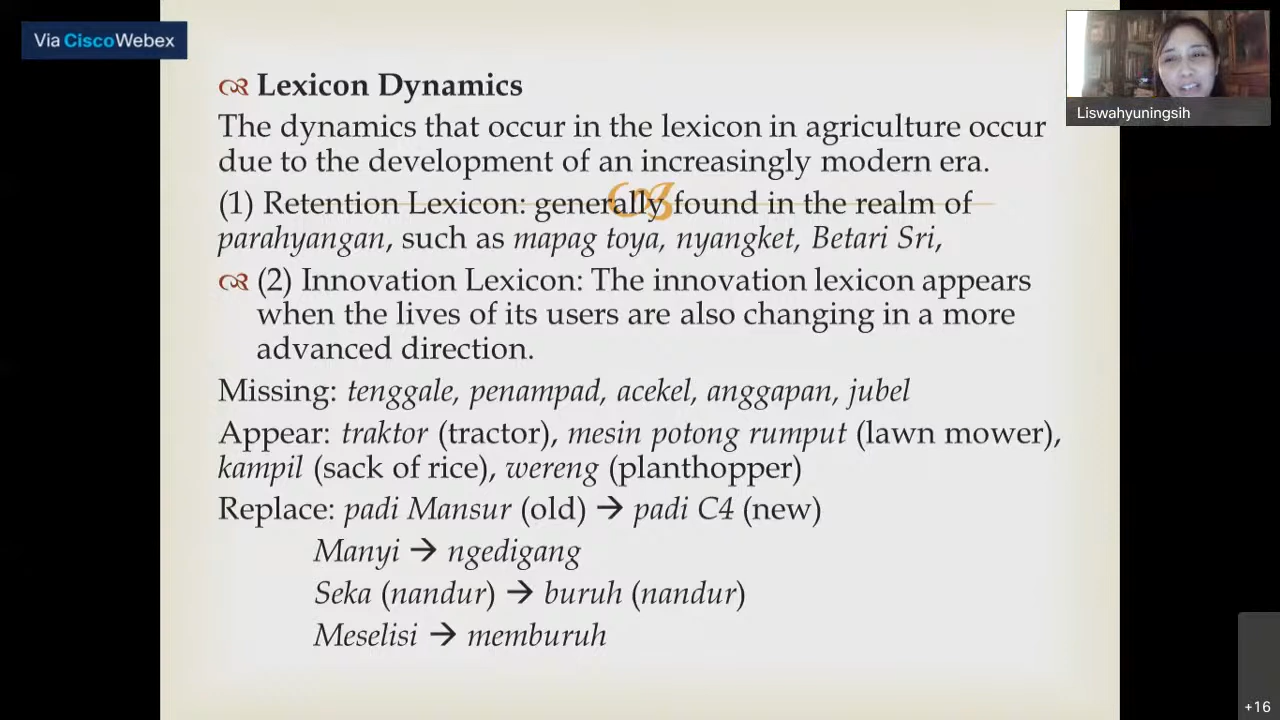 Via CiscoWebex
Liswahyuningsih
Lexicon Dynamics
The dynamics that occur in the lexicon in agriculture occur
due to the development of an increasingly modern era.
(1) Retention Lexicon: generally found in the realm of
parahyangan, such as mapag toya, nyangket, Betari Sri,
(2) Innovation Lexicon: The innovation lexicon appears
when the lives of its users are also changing in a more
advanced direction.
Missing: tenggale, penampad, acekel, anggapan, jubel
Appear: traktor (tractor), mesin potong rumput (lawn mower),
kampil (sack of rice), wereng (planthopper)
Replace: padi Mansur (old) → padi C4 (new)
Manyi → ngedigang
Seka (nandur) → buruh (nandur)
Meselisi → memburuh
+16